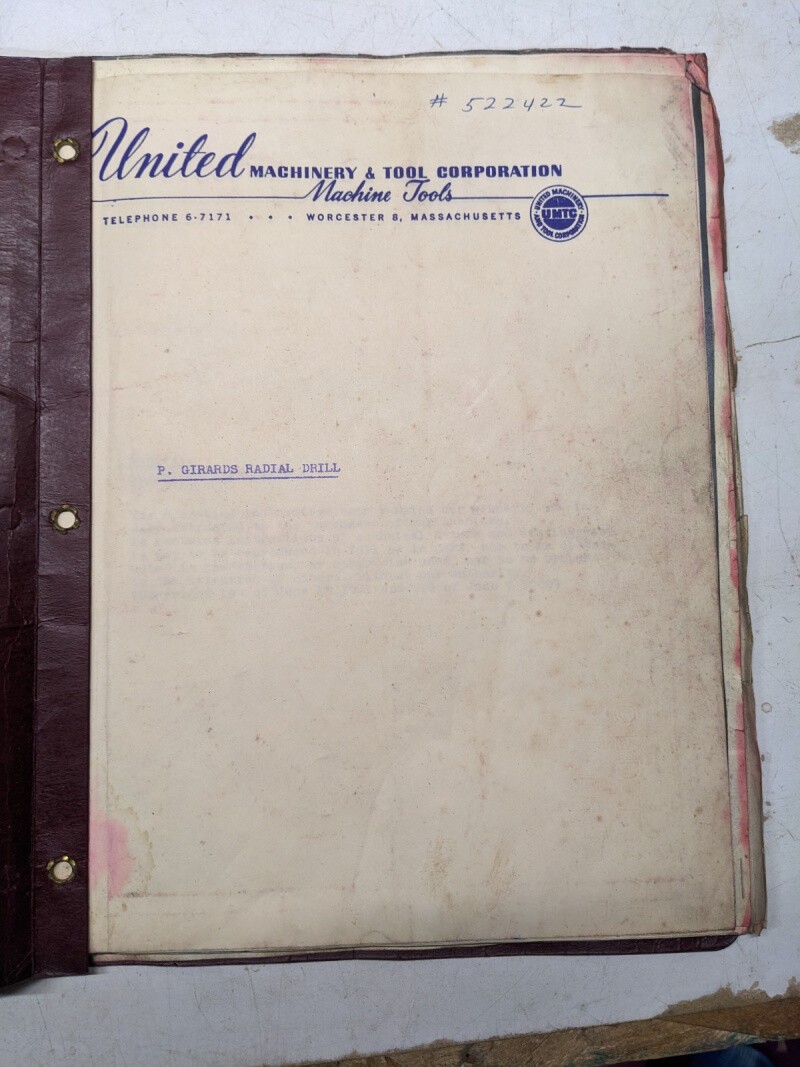 # 522422
United MACHINERY & TOOL CORPORATION
Machine Tools
TELEPHONE 6-7171 • • • WORCESTER 8, MASSACHUSETTS
UNITED MACHINERY
UMTC
AND TOOL CORPORATION
P. GIRARDS RADIAL DRILL